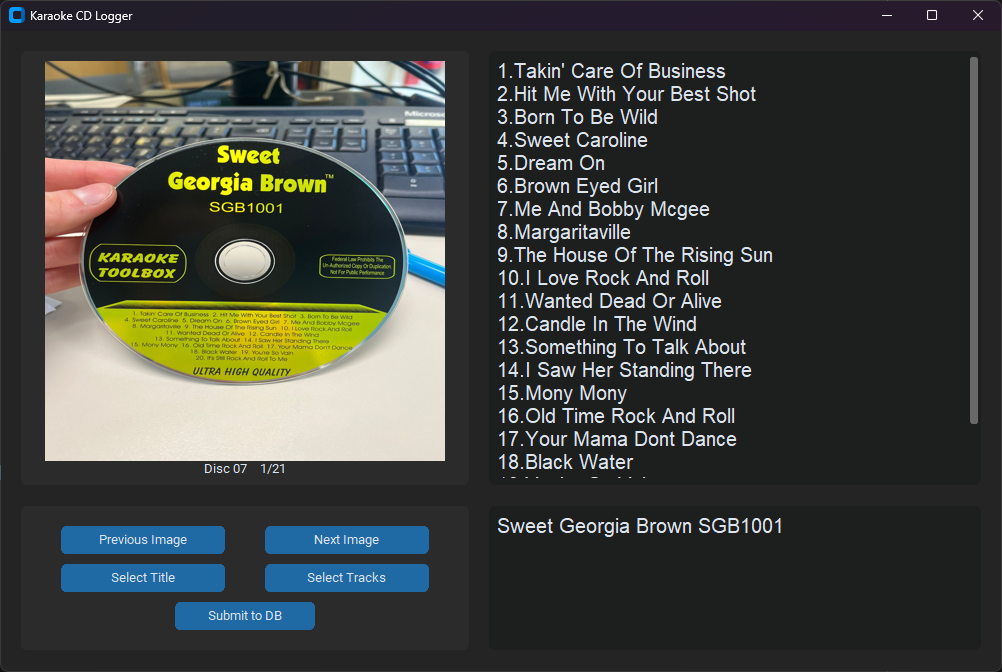 Karaoke CD Logger
Microsof
Sweet
Georgia Brown™
SGB1001
KARAOKE
TOOLBOX
Federal Law Prohibits The
Un-Authorized Copy Or Duplication
Not For Public Performance
1. Takin' Care Of Business 2. Hit Me With Your Best Shot 3. Born To Be Wild
4. Sweet Caroline 5. Dream On 6. Brown Eyed Girl 7. Me And Bobby Mcgee
8. Margaritaville 9. The House Of The Rising Sun 10. I Love Rock And Roll
11. Wanted Dead Or Alive 12. Candle In The Wind
13. Something To Talk About 14. I Saw Her Standing There
15. Mony Mony 16. Old Time Rock And Roll 17. Your Mama Don't Dance
18. Black Water 19. You're So Vain
20. It's Still Rock And Roll To Me
ULTRA HIGH QUALITY
Disc 07 1/21
1.Takin' Care Of Business
2.Hit Me With Your Best Shot
3.Born To Be Wild
4.Sweet Caroline
5.Dream On
6.Brown Eyed Girl
7.Me And Bobby Mcgee
8.Margaritaville
9.The House Of The Rising Sun
10.I Love Rock And Roll
11.Wanted Dead Or Alive
12.Candle In The Wind
13.Something To Talk About
14.I Saw Her Standing There
15.Mony Mony
16.Old Time Rock And Roll
17.Your Mama Dont Dance
18.Black Water
Previous Image
Next Image
Select Title
Select Tracks
Submit to DB
Sweet Georgia Brown SGB1001